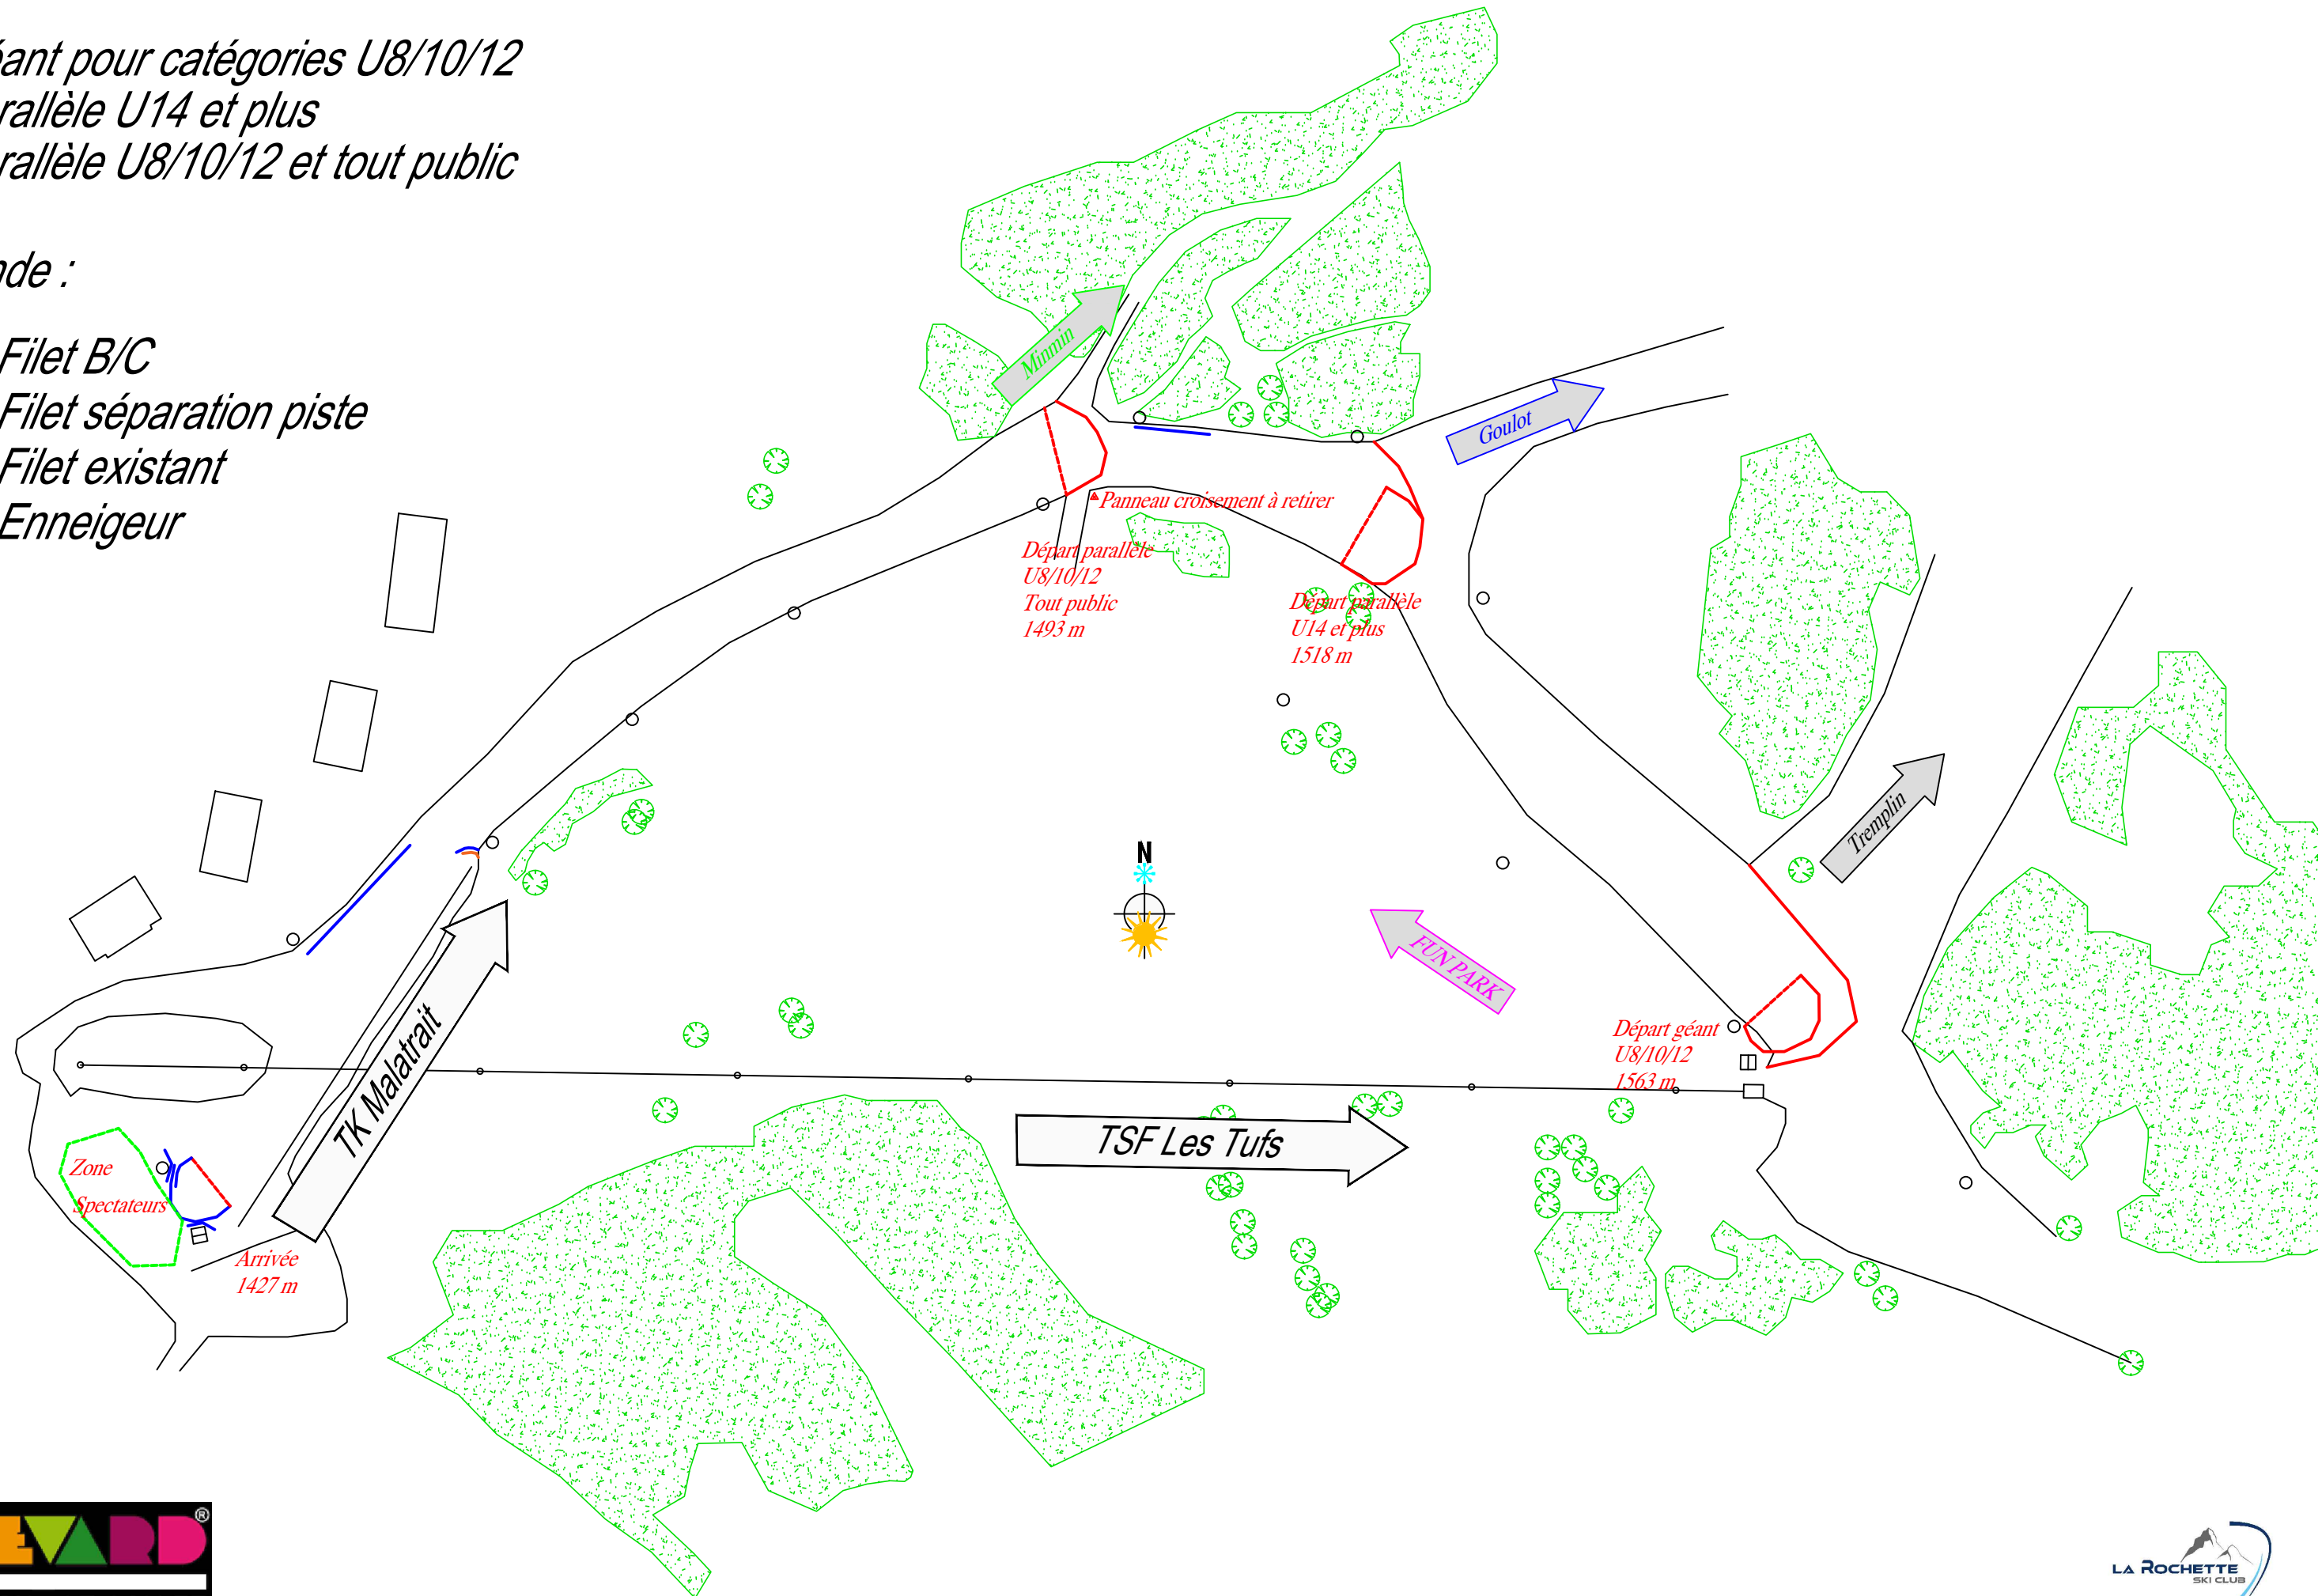 éant pour catégories U8/10/12
rallèle U14 et plus
rallèle U8/10/12 et tout public
nde :
Filet B/C
Filet séparation piste
Filet existant
Enneigeur
Minmin
Goulot
Panneau croisement à retirer
Départ parallèle
U8/10/12
Tout public
1493 m
Départ parallèle
U14 et plus
1518 m
Tremplin
N
FUN PARK
Départ géant
U8/10/12
1563 m
TK Malatrait
TSF Les Tufs
Zone
Spectateurs
Arrivée
1427 m
EVARD®
LA ROCHETTE
SKI CLUB